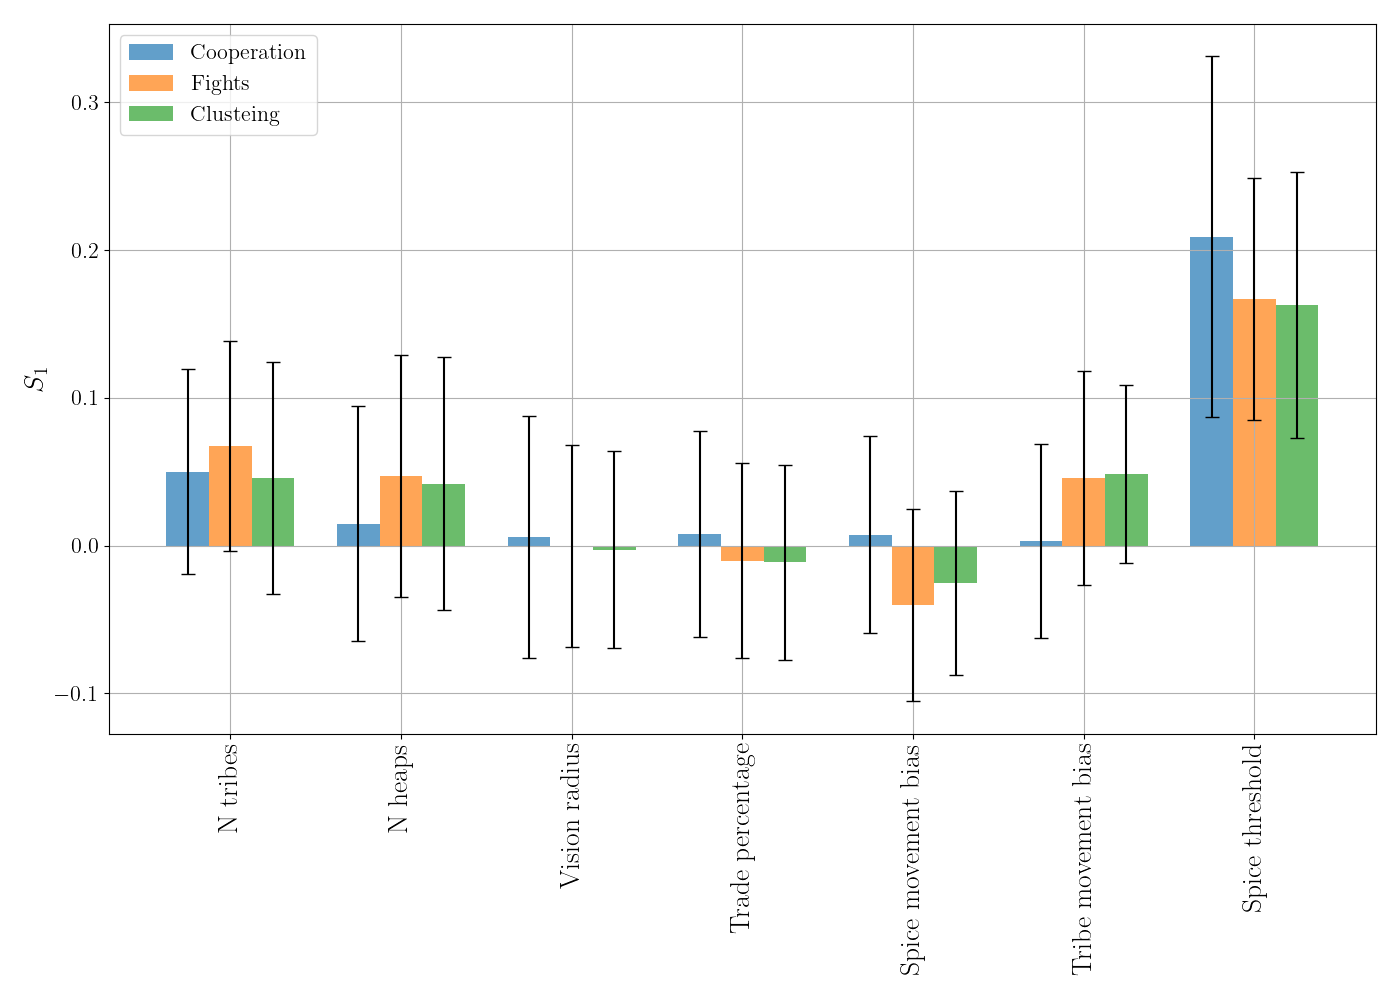 Cooperation
Fights
Clusteing
S₁
0.3
0.2
0.1
0.0
−0.1
N tribes
N heaps
Vision radius
Trade percentage
Spice movement bias
Tribe movement bias
Spice threshold